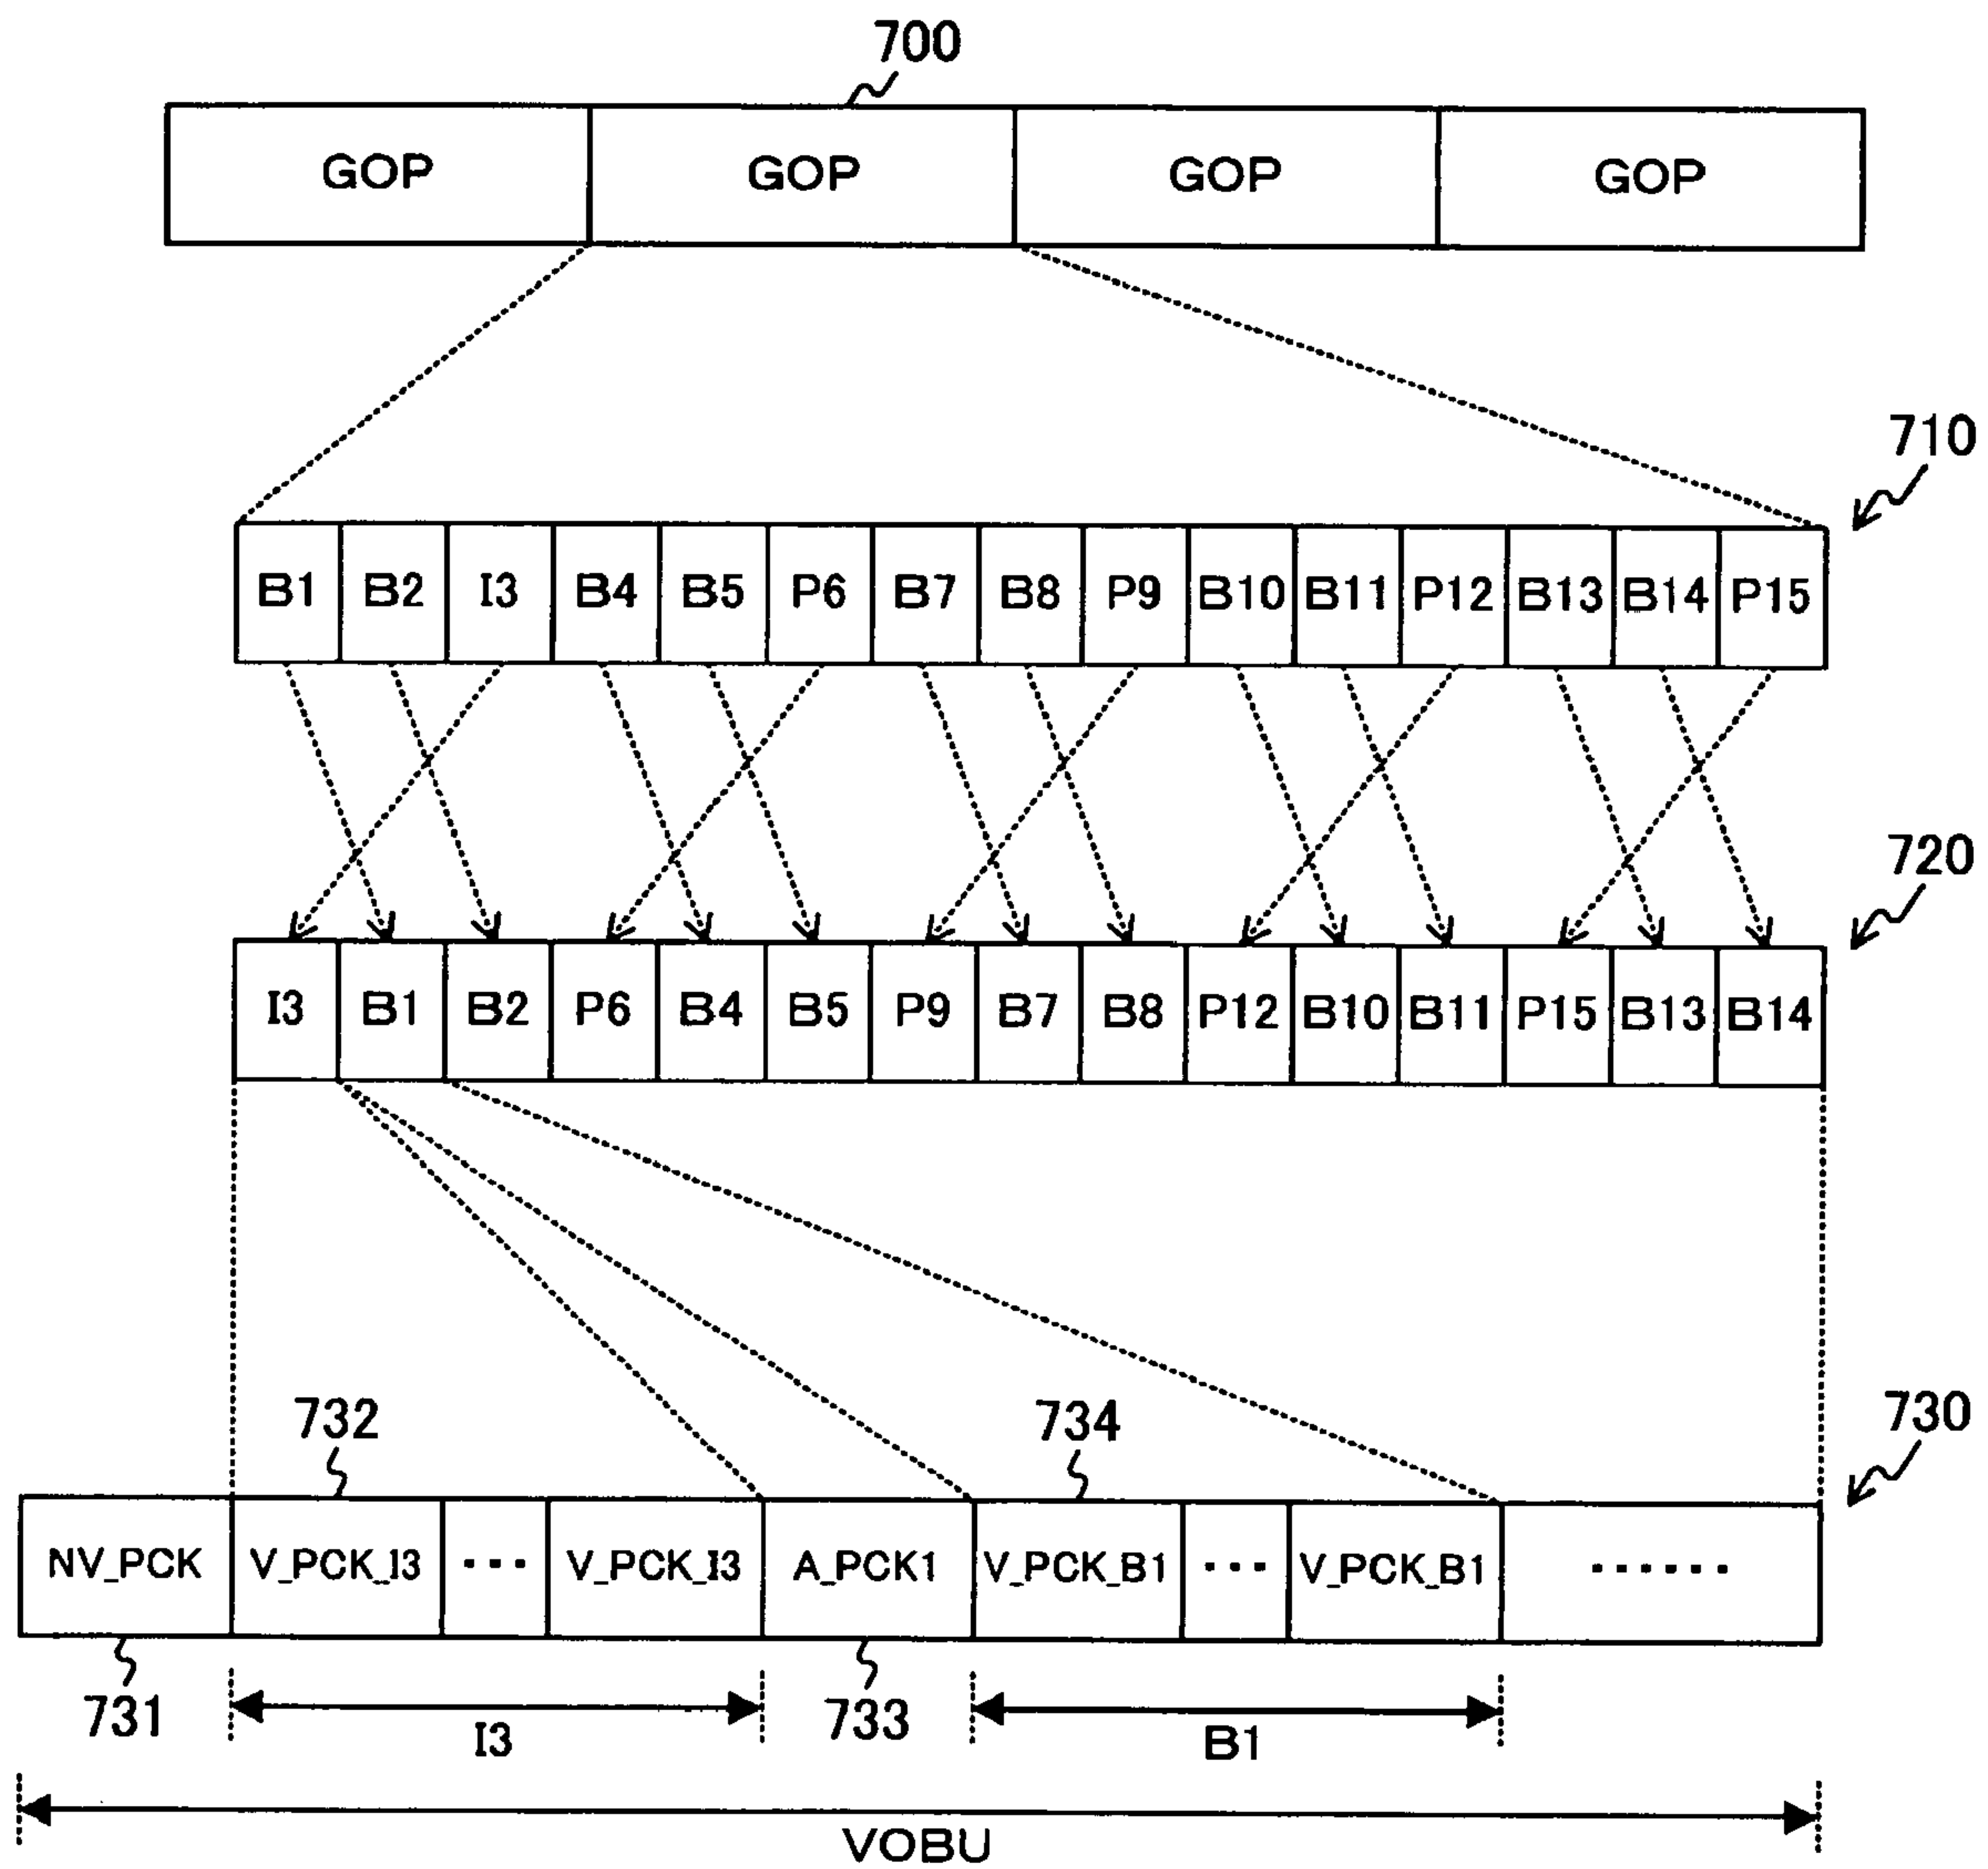 700
GOP GOP GOP GOP
710
B1 B2 I3 B4 B5 P6 B7 B8 P9 B10 B11 P12 B13 B14 P15
720
I3 B1 B2 P6 B4 B5 P9 B7 B8 P12 B10 B11 P15 B13 B14
732 734 730
NV_PCK V_PCK_I3 ··· V_PCK_I3 A_PCK1 V_PCK_B1 ··· V_PCK_B1 ······
731 733
I3 B1
VOBU